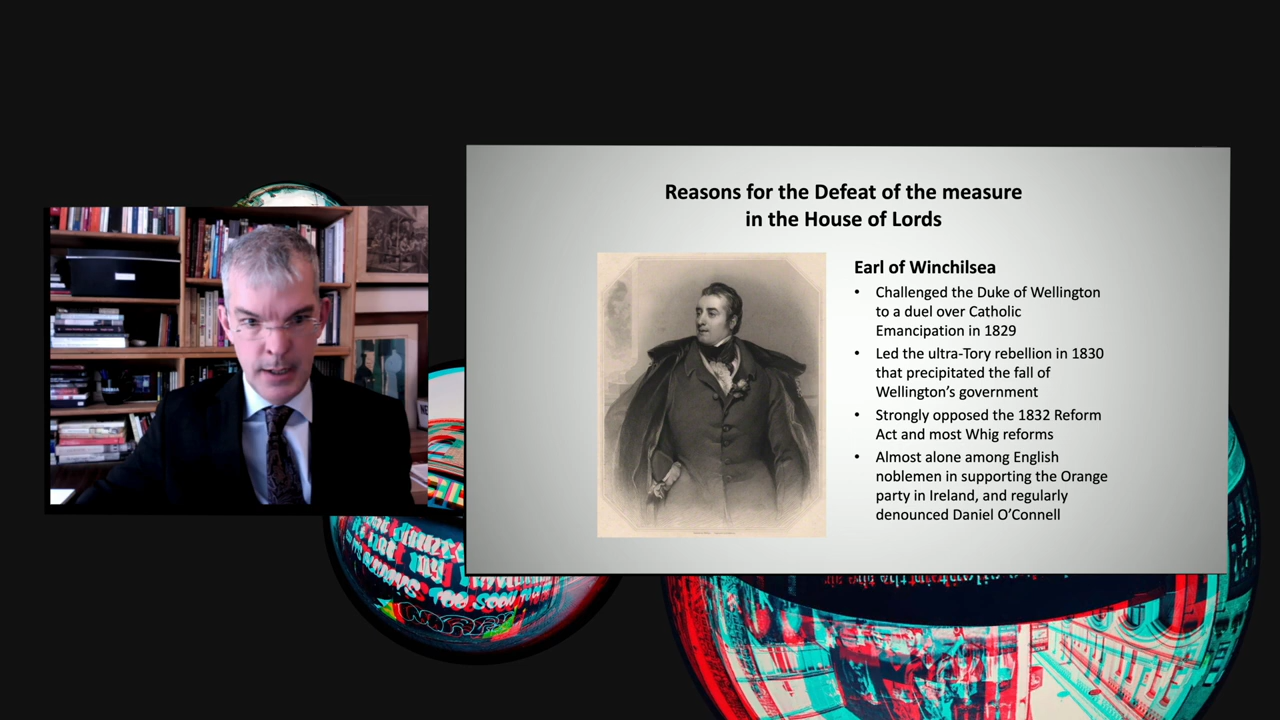 Reasons for the Defeat of the measure
in the House of Lords
Earl of Winchilsea
• Challenged the Duke of Wellington
to a duel over Catholic
Emancipation in 1829
• Led the ultra-Tory rebellion in 1830
that precipitated the fall of
Wellington's government
• Strongly opposed the 1832 Reform
Act and most Whig reforms
• Almost alone among English
noblemen in supporting the Orange
party in Ireland, and regularly
denounced Daniel O'Connell
TOO SOON